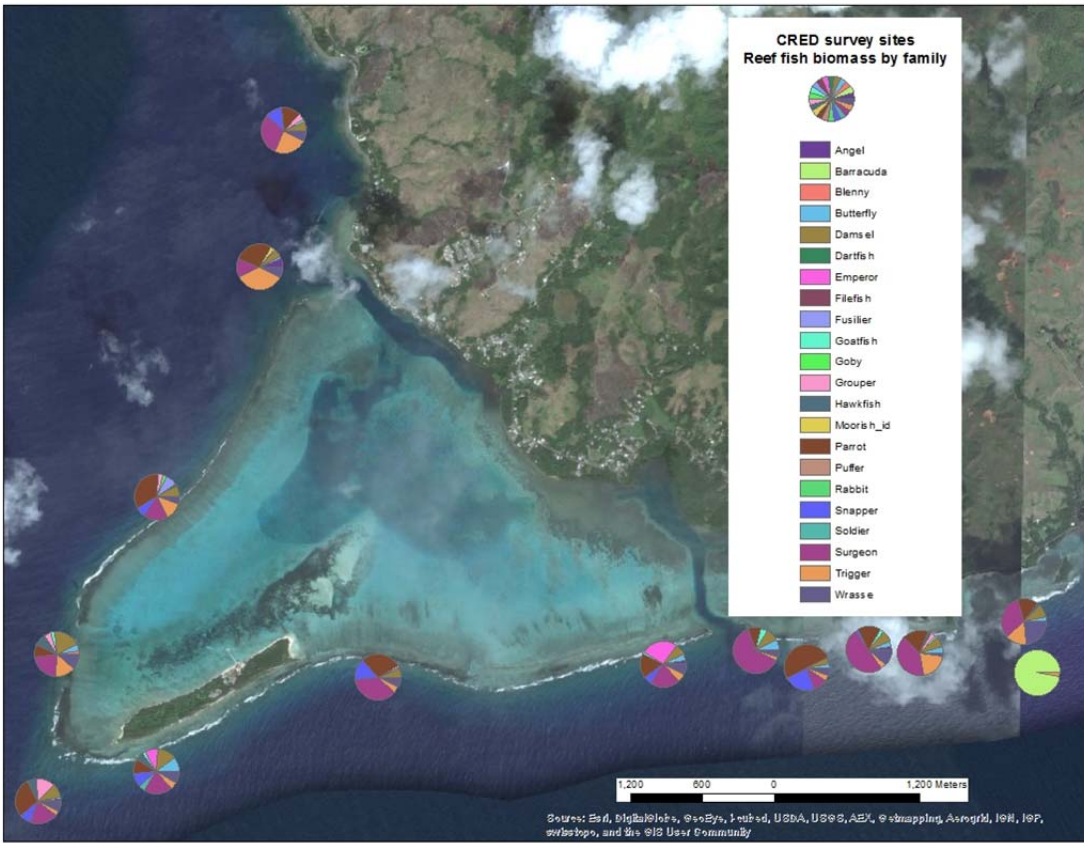 CRED survey sites
Reef fish biomass by family
Angel
Barracuda
Blenny
Butterfly
Damsel
Dartfish
Emperor
Filefish
Fusilier
Goatfish
Goby
Grouper
Hawkfish
Moorish_id
Parrot
Puffer
Rabbit
Snapper
Soldier
Surgeon
Trigger
Wrasse
1,200 600 0 1,200 Meters
Source: Esri, DigitalGlobe, GeoEye, i-cubed, USDA, USGS, AEX, Getmapping, Aerogrid, IGN, IGP,
swisstopo, and the GIS User Community